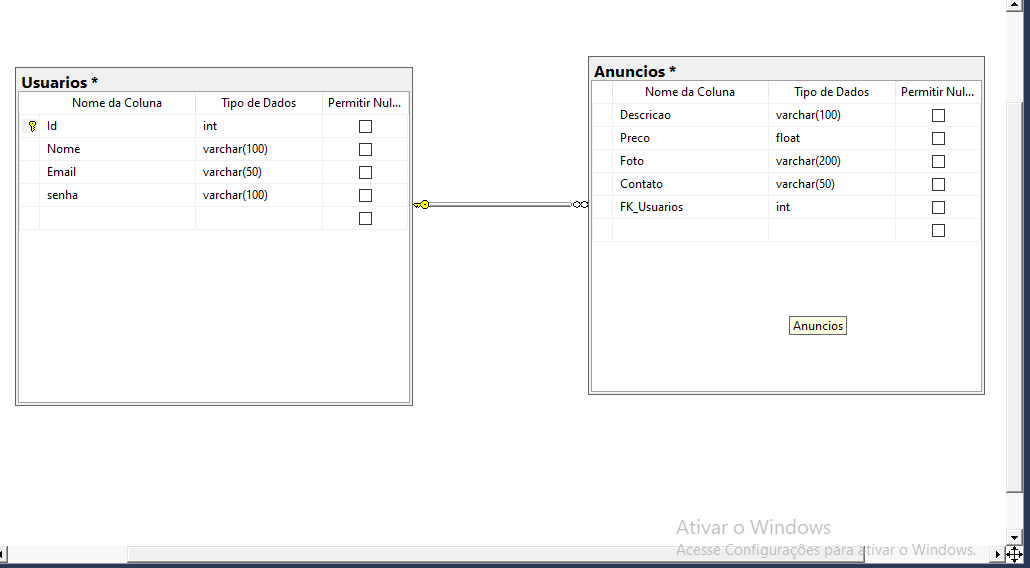 Usuarios *
Nome da Coluna Tipo de Dados Permitir Nul...
Id int
Nome varchar(100)
Email varchar(50)
senha varchar(100)
Anuncios *
Nome da Coluna Tipo de Dados Permitir Nul...
Descricao varchar(100)
Preco float
Foto varchar(200)
Contato varchar(50)
FK_Usuarios int
Anuncios
Ativar o Windows
Acesse Configurações para ativar o Windows.